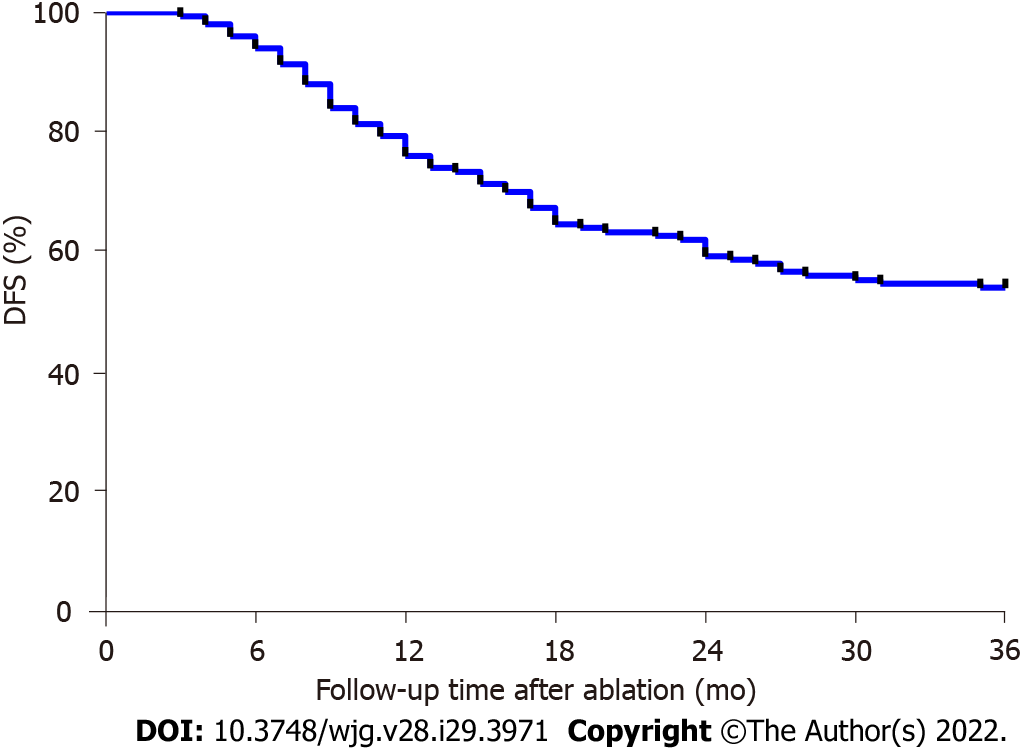 100
80
60
40
20
0
DFS (%)
0 6 12 18 24 30 36
Follow-up time after ablation (mo)
DOI: 10.3748/wjg.v28.i29.3971 Copyright ©The Author(s) 2022.